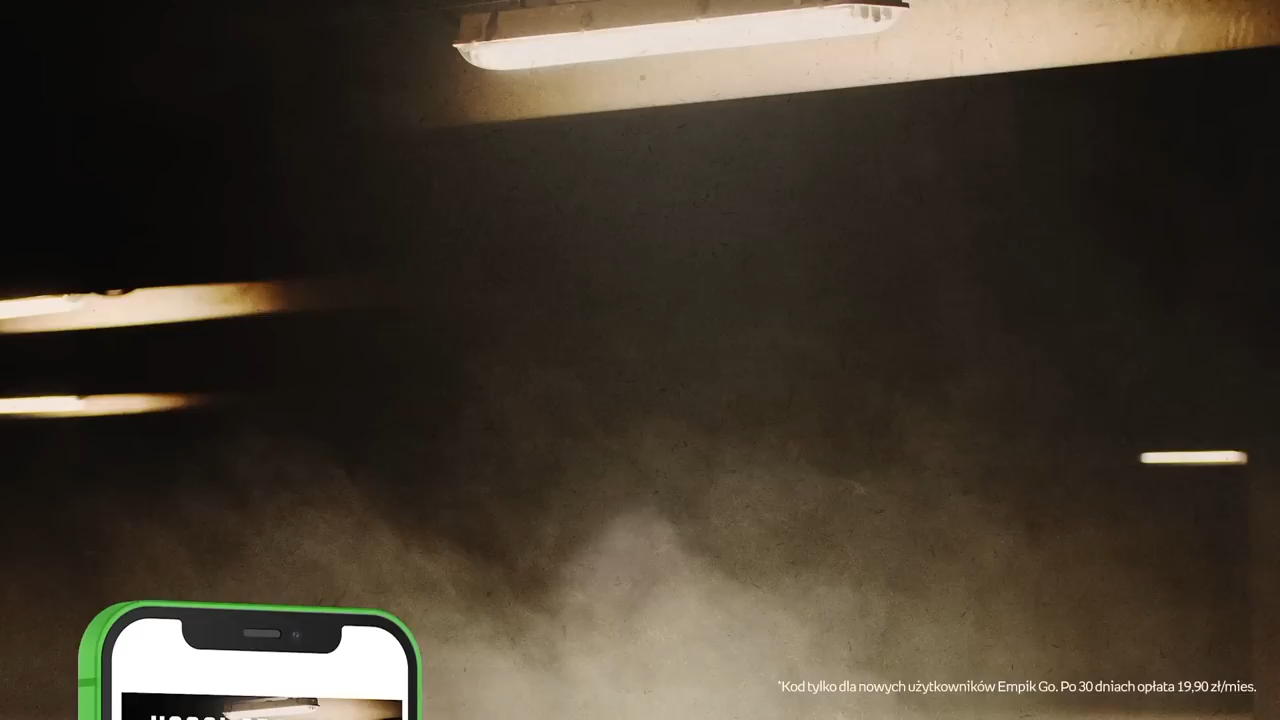 *Kod tylko dla nowych użytkowników Empik Go. Po 30 dniach opłata 19,90 zł/mies.